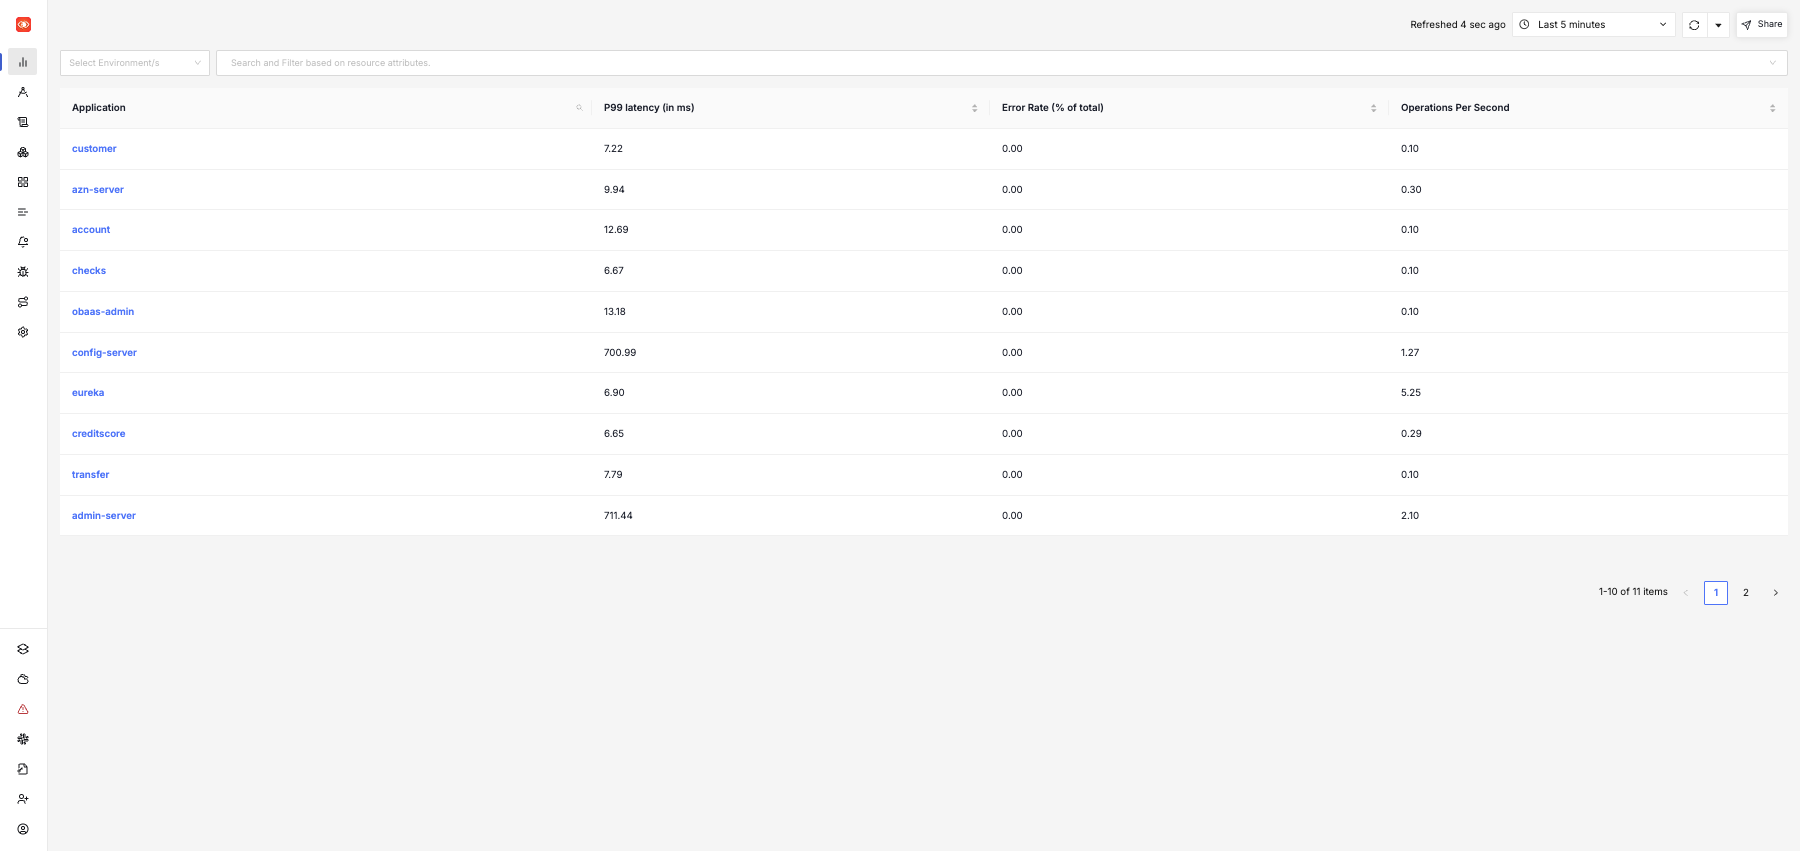 Refreshed 4 sec ago Last 5 minutes Share
Select Environment/s Search and Filter based on resource attributes.
Application P99 latency (in ms) Error Rate (% of total) Operations Per Second
customer 7.22 0.00 0.10
azn-server 9.94 0.00 0.30
account 12.69 0.00 0.10
checks 6.67 0.00 0.10
obaas-admin 13.18 0.00 0.10
config-server 700.99 0.00 1.27
eureka 6.90 0.00 5.25
creditscore 6.65 0.00 0.29
transfer 7.79 0.00 0.10
admin-server 711.44 0.00 2.10
1-10 of 11 items 1 2